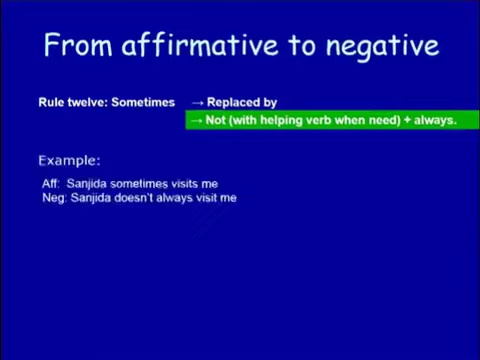 From affirmative to negative
Rule twelve: Sometimes → Replaced by
→ Not (with helping verb when need) + always.
Example:
Aff: Sanjida sometimes visits me
Neg: Sanjida doesn't always visit me